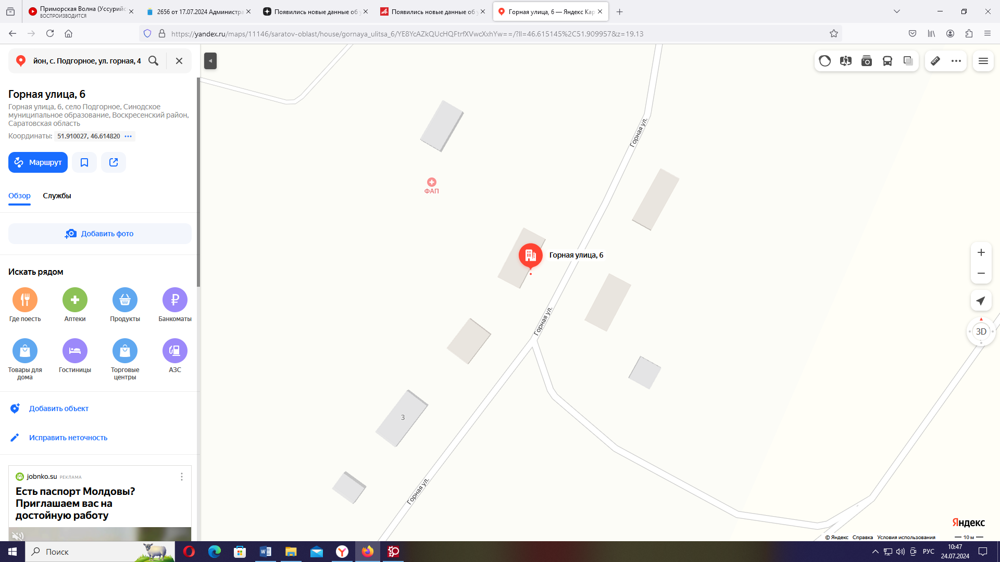 Приморская Волна (Уссурийс
ВОСПРОИЗВОДИТСЯ
2656 от 17.07.2024 Администра
Появились новые данные об у
Появились новые данные об у
Горная улица, 6 — Яндекс Кар
https://yandex.ru/maps/11146/saratov-oblast/house/gornaya_ulitsa_6/YE8YcAZkQUcHQFtrfXVwcXxhYw==/?ll=46.615145%2C51.909957&z=19.13
йон, с. Подгорное, ул. горная, 4
Горная улица, 6
Горная улица, 6, село Подгорное, Синодское
муниципальное образование, Воскресенский район,
Саратовская область
Координаты: 51.910027, 46.614820
Маршрут
Обзор
Службы
Добавить фото
Искать рядом
Где поесть
Аптеки
Продукты
Банкоматы
Товары для
дома
Гостиницы
Торговые
центры
АЗС
Добавить объект
Исправить неточность
jobnko.su РЕКЛАМА
Есть паспорт Молдовы?
Приглашаем вас на
достойную работу
Горная ул.
ФАП
Горная улица, 6
Горная ул.
3
Горная ул.
3D
Яндекс
© Яндекс Справка Условия использования
10 м
Поиск
РУС
10:47
24.07.2024